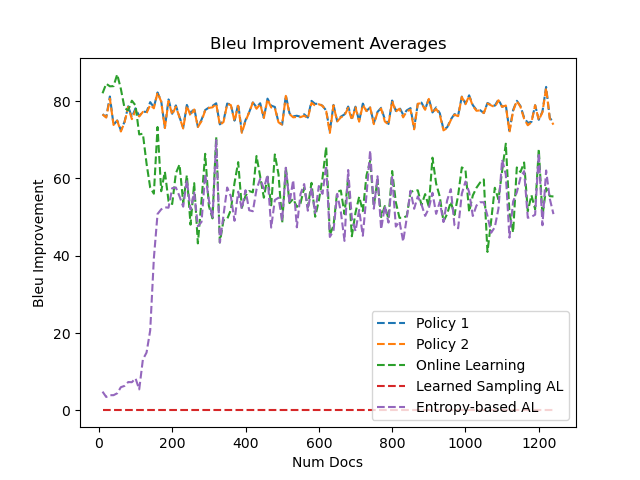 Bleu Improvement Averages
Bleu Improvement
80
60
40
20
0
Policy 1
Policy 2
Online Learning
Learned Sampling AL
Entropy-based AL
0 200 400 600 800 1000 1200
Num Docs